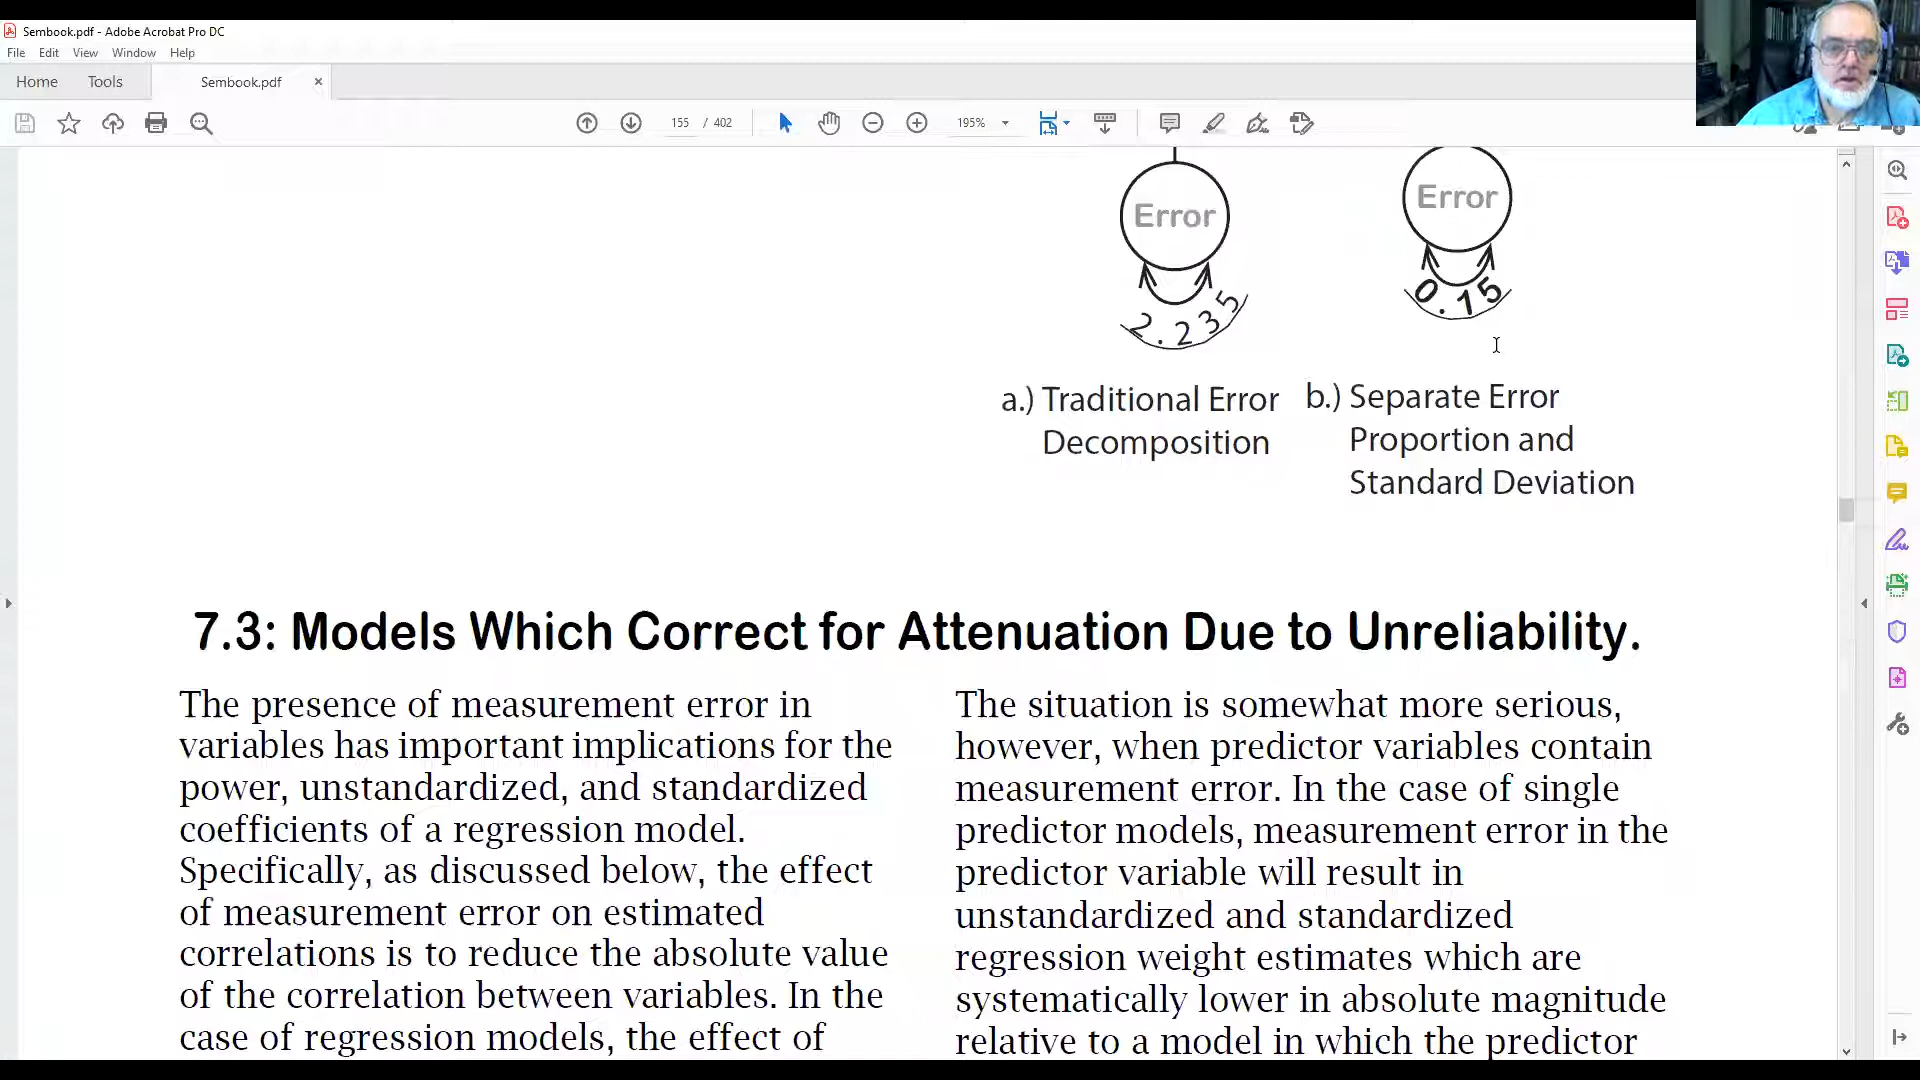 Sembook.pdf - Adobe Acrobat Pro DC
File Edit View Window Help
Home Tools Sembook.pdf
155 / 402 195%
Error Error
2.235 0.15
a.) Traditional Error
Decomposition
b.) Separate Error
Proportion and
Standard Deviation
7.3: Models Which Correct for Attenuation Due to Unreliability.
The presence of measurement error in
variables has important implications for the
power, unstandardized, and standardized
coefficients of a regression model.
Specifically, as discussed below, the effect
of measurement error on estimated
correlations is to reduce the absolute value
of the correlation between variables. In the
case of regression models, the effect of
The situation is somewhat more serious,
however, when predictor variables contain
measurement error. In the case of single
predictor models, measurement error in the
predictor variable will result in
unstandardized and standardized
regression weight estimates which are
systematically lower in absolute magnitude
relative to a model in which the predictor